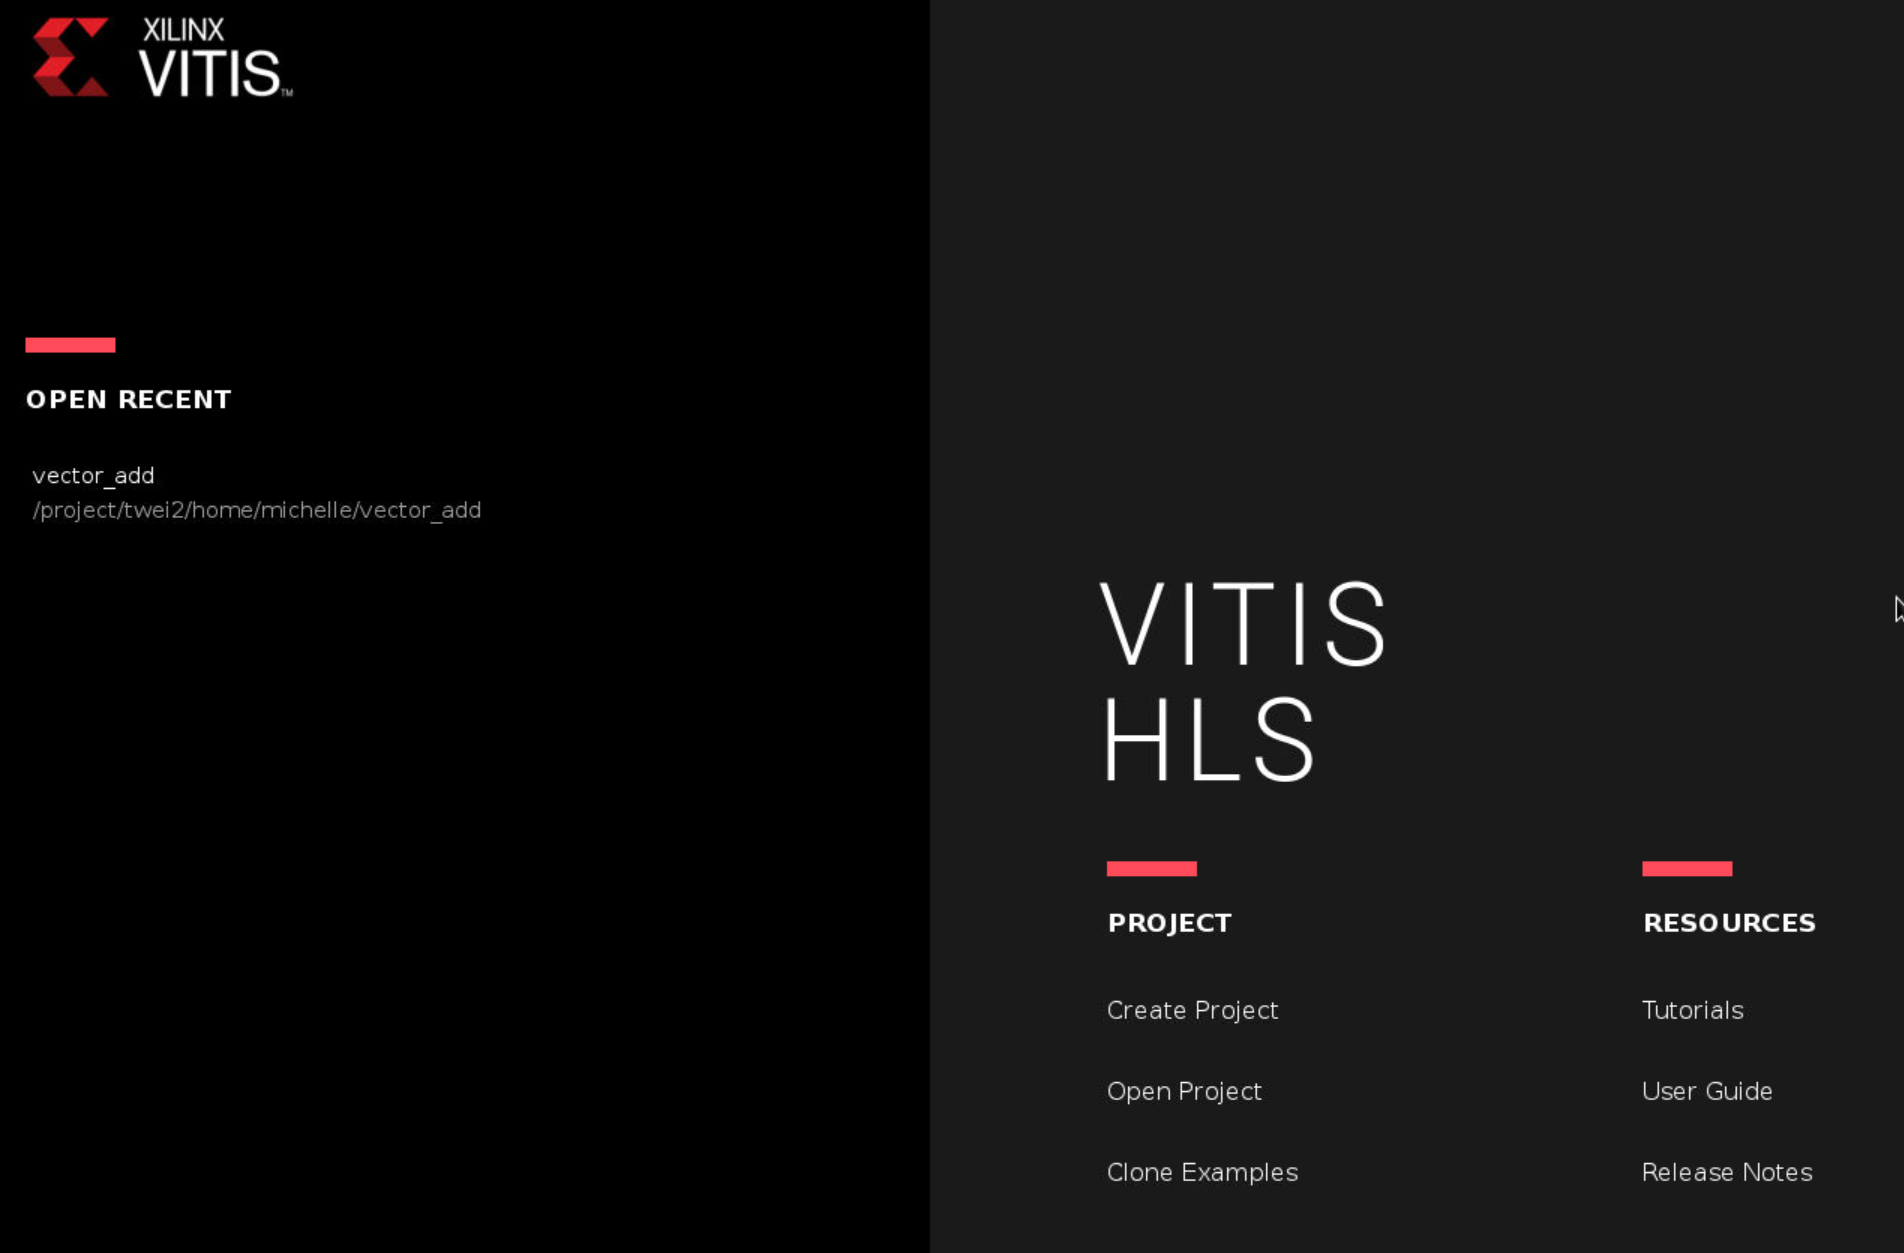 XILINX
VITIS™
OPEN RECENT
vector_add
/project/twei2/home/michelle/vector_add
VITIS
HLS
PROJECT
Create Project
Open Project
Clone Examples
RESOURCES
Tutorials
User Guide
Release Notes